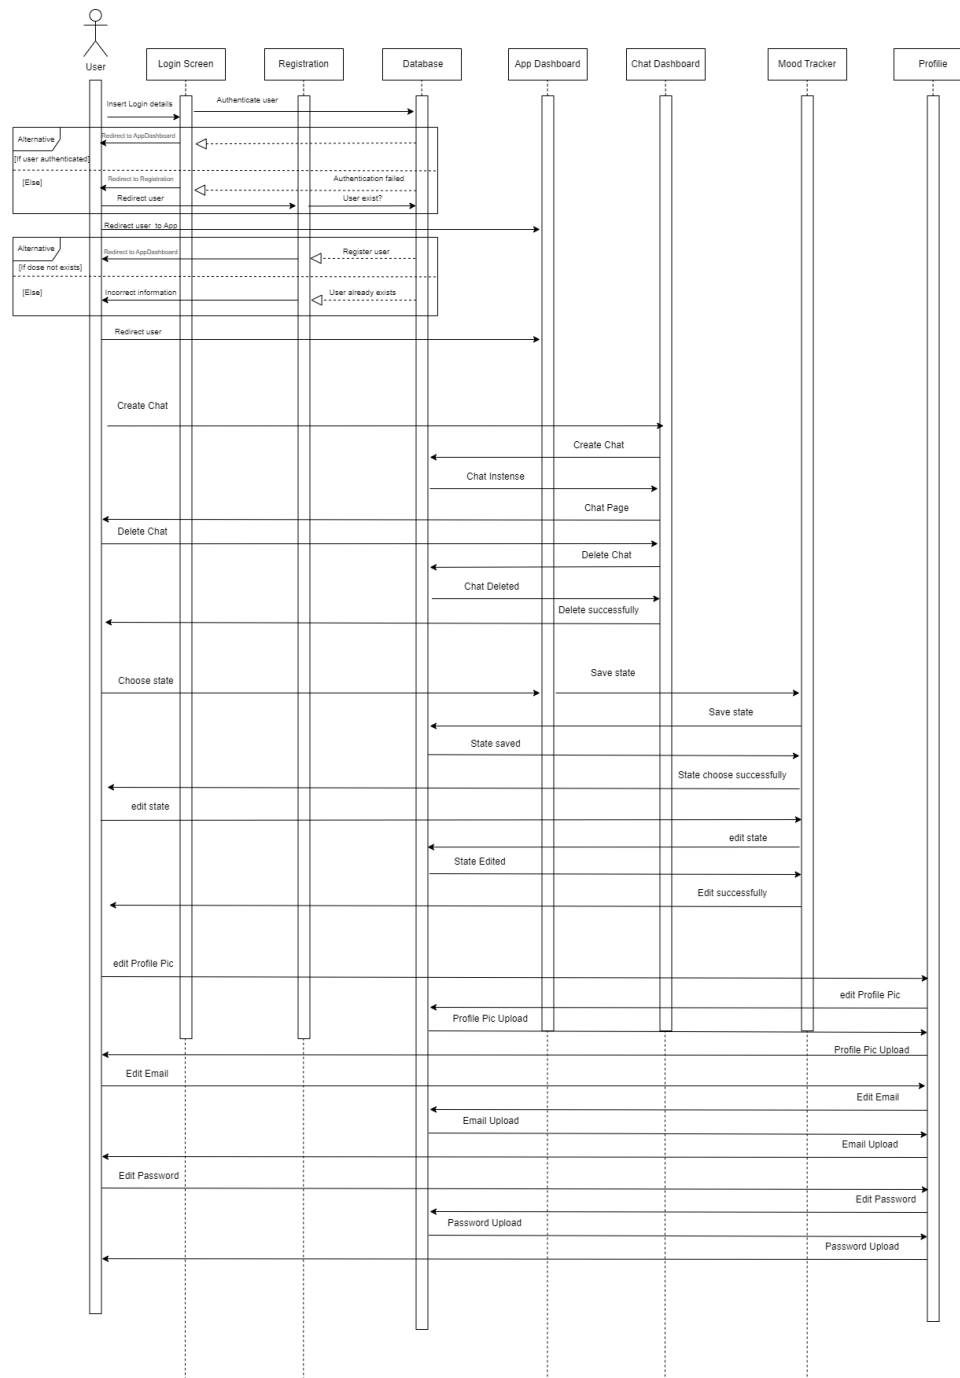 User
Login Screen
Registration
Database
App Dashboard
Chat Dashboard
Mood Tracker
Profilie
Insert Login details
Authenticate user
Alternative
Redirect to AppDashboard
[If user authenticated]
[Else]
Redirect to Registration
Authentication failed
Redirect user
User exist?
Redirect user to App
Alternative
Redirect to AppDashboard
Register user
[If dose not exists]
[Else]
Incorrect information
User already exists
Redirect user
Create Chat
Create Chat
Chat Instense
Chat Page
Delete Chat
Delete Chat
Chat Deleted
Delete successfully
Choose state
Save state
Save state
State saved
State choose successfully
edit state
edit state
State Edited
Edit successfully
edit Profile Pic
edit Profile Pic
Profile Pic Upload
Profile Pic Upload
Edit Email
Edit Email
Email Upload
Email Upload
Edit Password
Edit Password
Password Upload
Password Upload